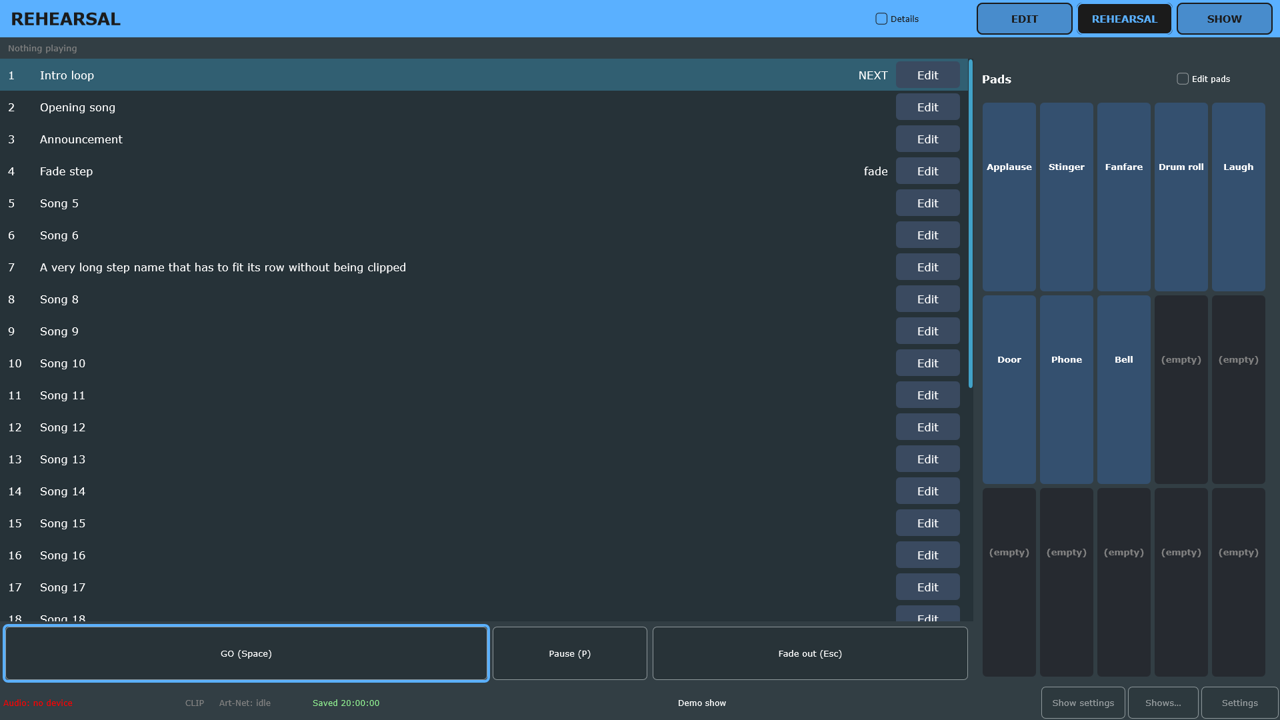 REHEARSAL
Details
EDIT
REHEARSAL
SHOW
Nothing playing
1 Intro loop NEXT Edit
2 Opening song Edit
3 Announcement Edit
4 Fade step fade Edit
5 Song 5 Edit
6 Song 6 Edit
7 A very long step name that has to fit its row without being clipped Edit
8 Song 8 Edit
9 Song 9 Edit
10 Song 10 Edit
11 Song 11 Edit
12 Song 12 Edit
13 Song 13 Edit
14 Song 14 Edit
15 Song 15 Edit
16 Song 16 Edit
17 Song 17 Edit
18 Song 18 Edit
Pads
Edit pads
Applause Stinger Fanfare Drum roll Laugh
Door Phone Bell (empty) (empty)
(empty) (empty) (empty) (empty) (empty)
GO (Space)
Pause (P)
Fade out (Esc)
Audio: no device
CLIP
Art-Net: idle
Saved 20:00:00
Demo show
Show settings
Shows...
Settings